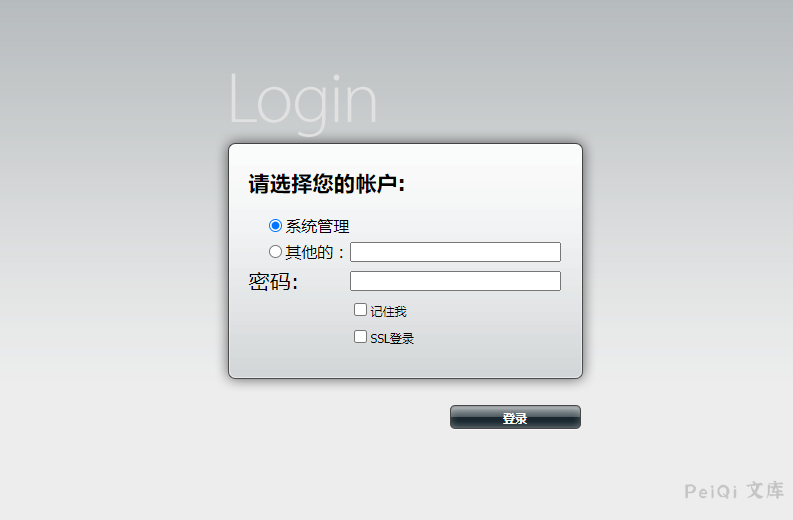 Login
请选择您的帐户:
系统管理
其他的：
密码:
记住我
SSL登录
登录
PeiQi 文库